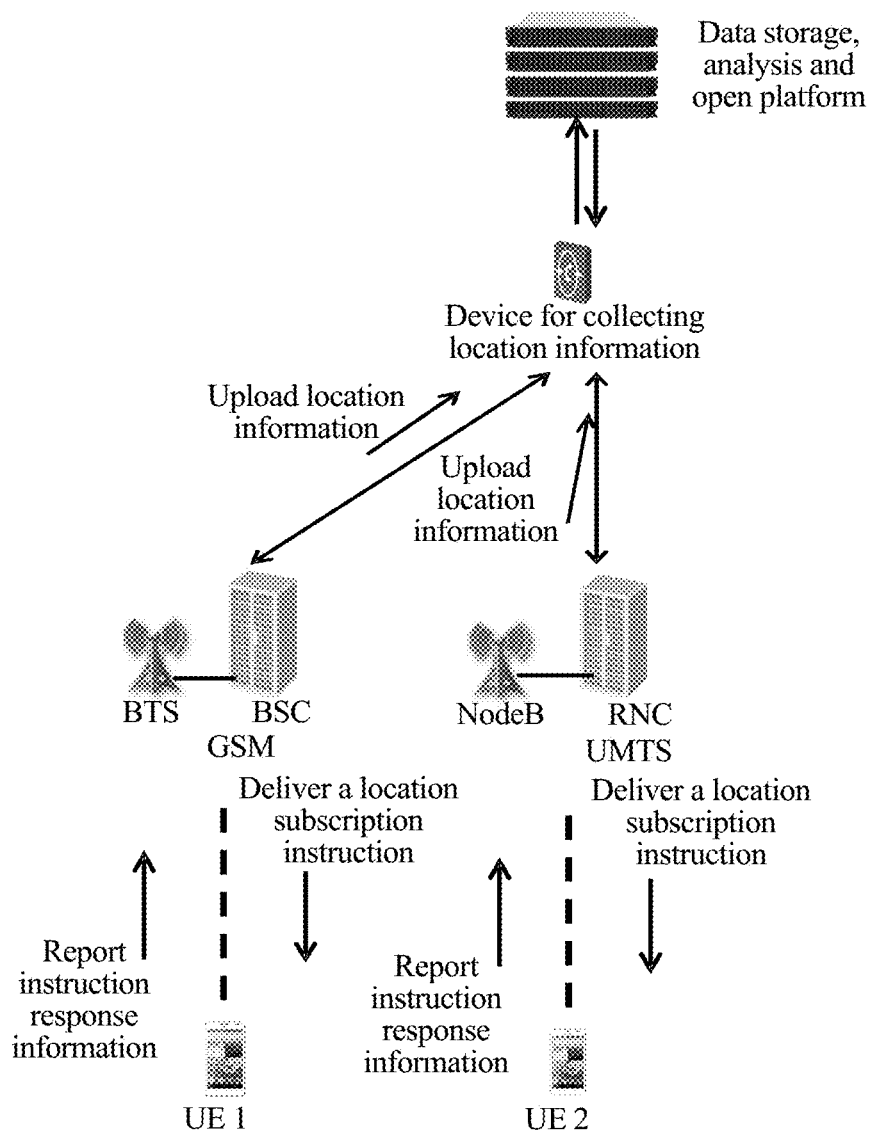 Data storage,
analysis and
open platform
Device for collecting
location information
Upload location
information
Upload
location
information
BTS
BSC
GSM
NodeB
RNC
UMTS
Deliver a location
subscription
instruction
Deliver a location
subscription
instruction
Report
instruction
response
information
Report
instruction
response
information
UE 1
UE 2